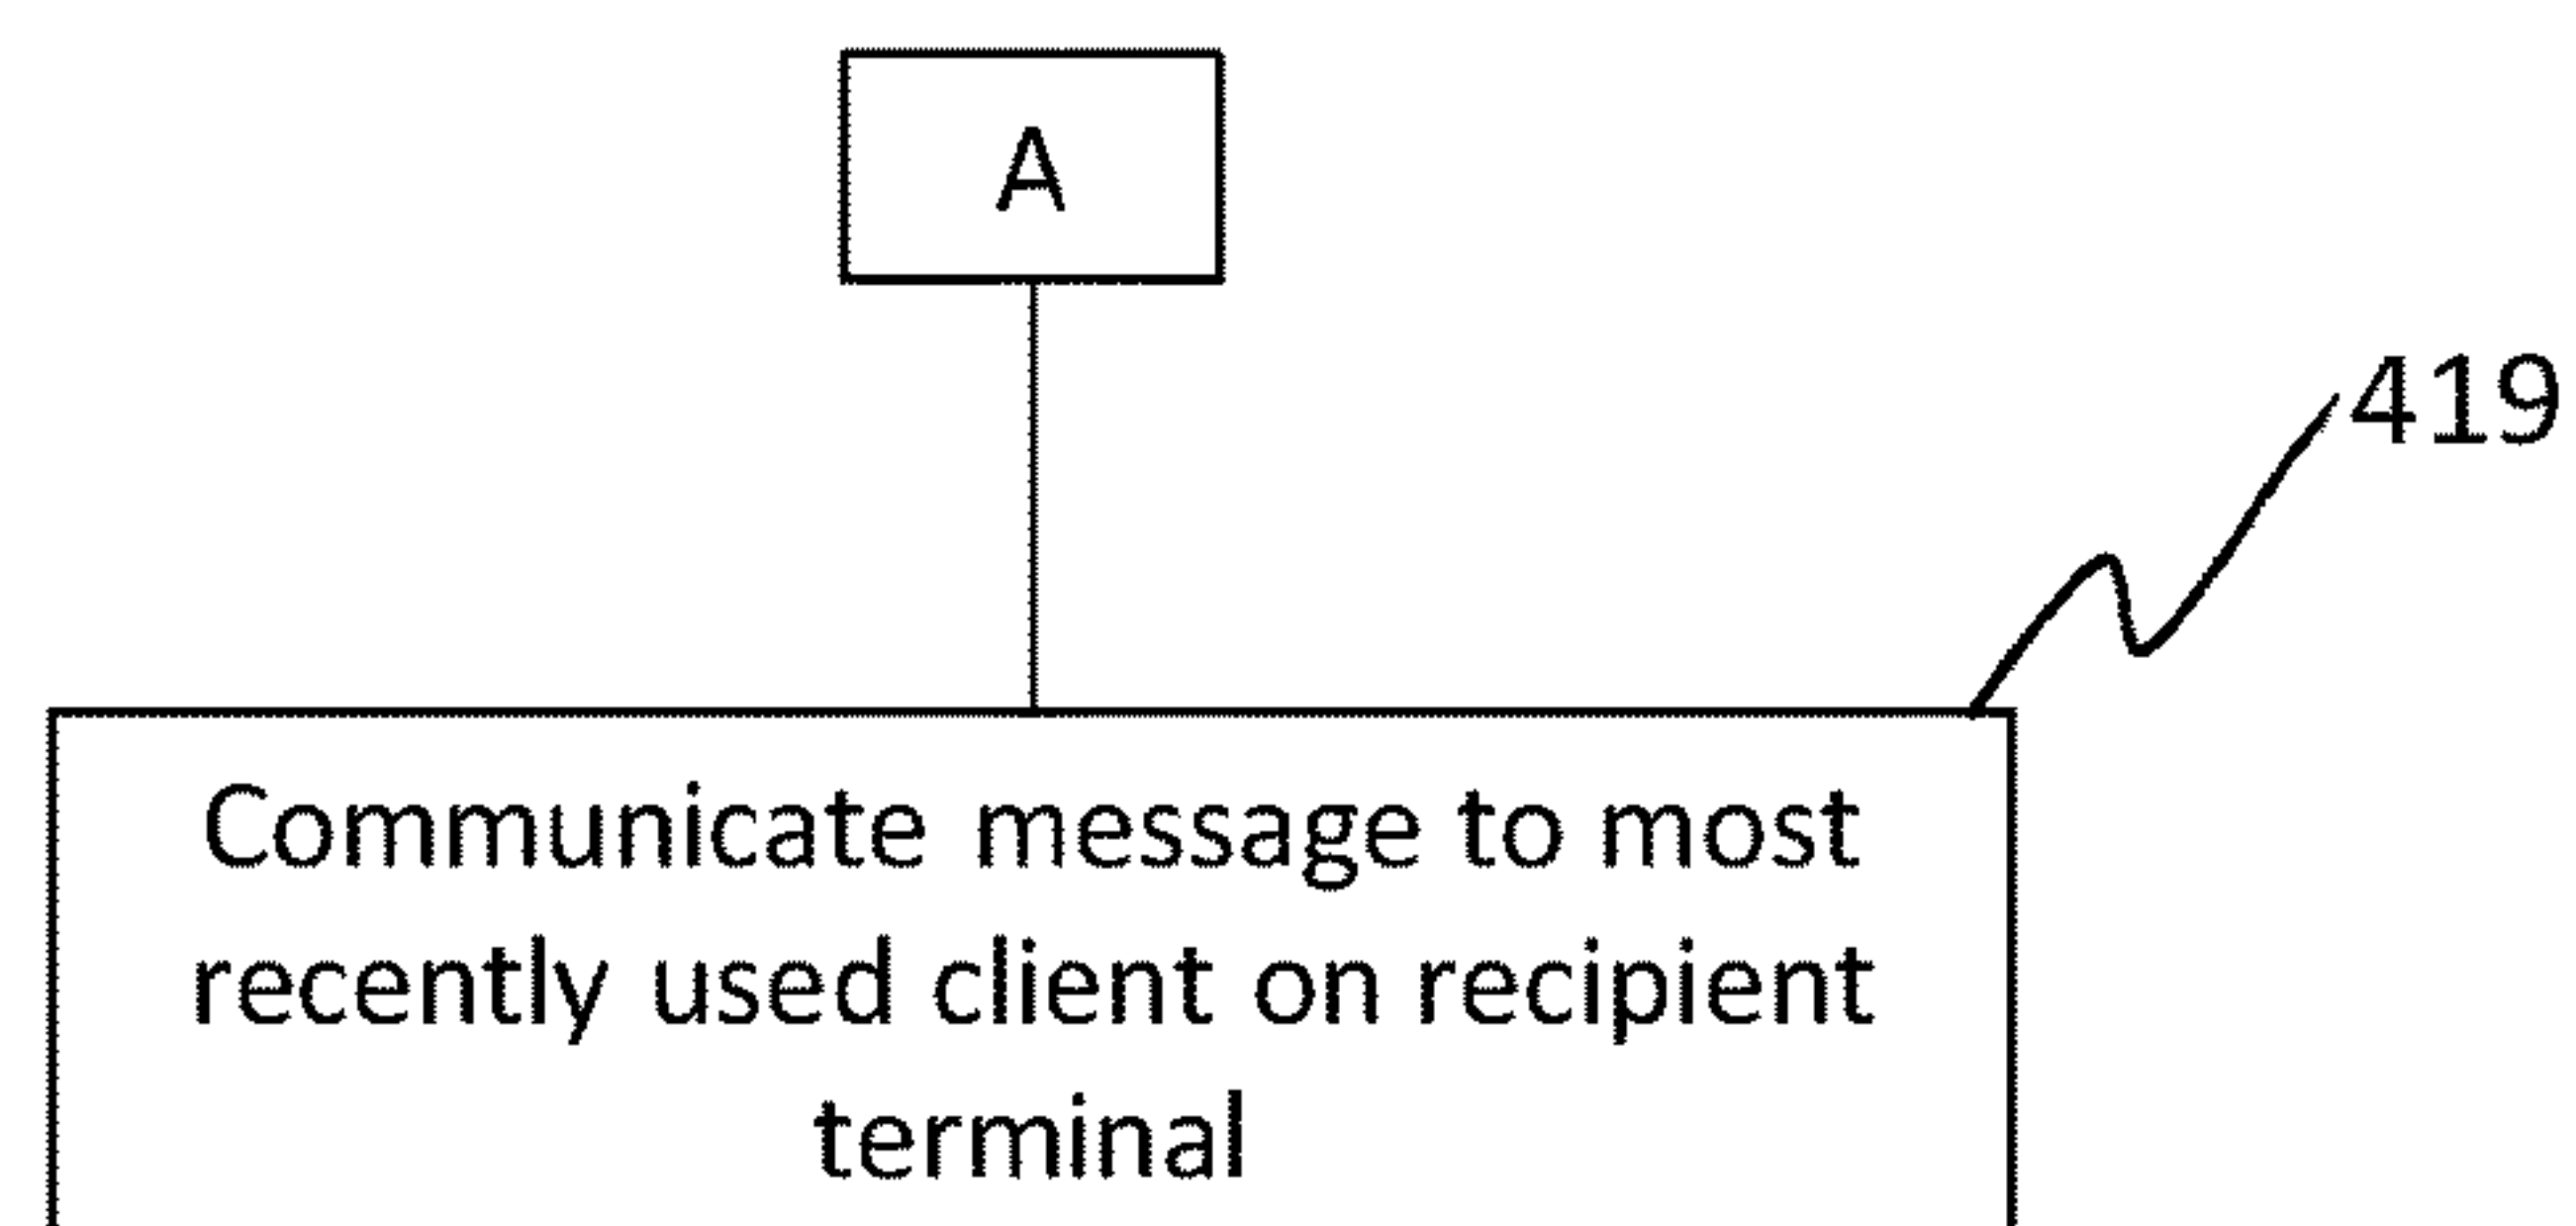 A
419
Communicate message to most
recently used client on recipient
terminal